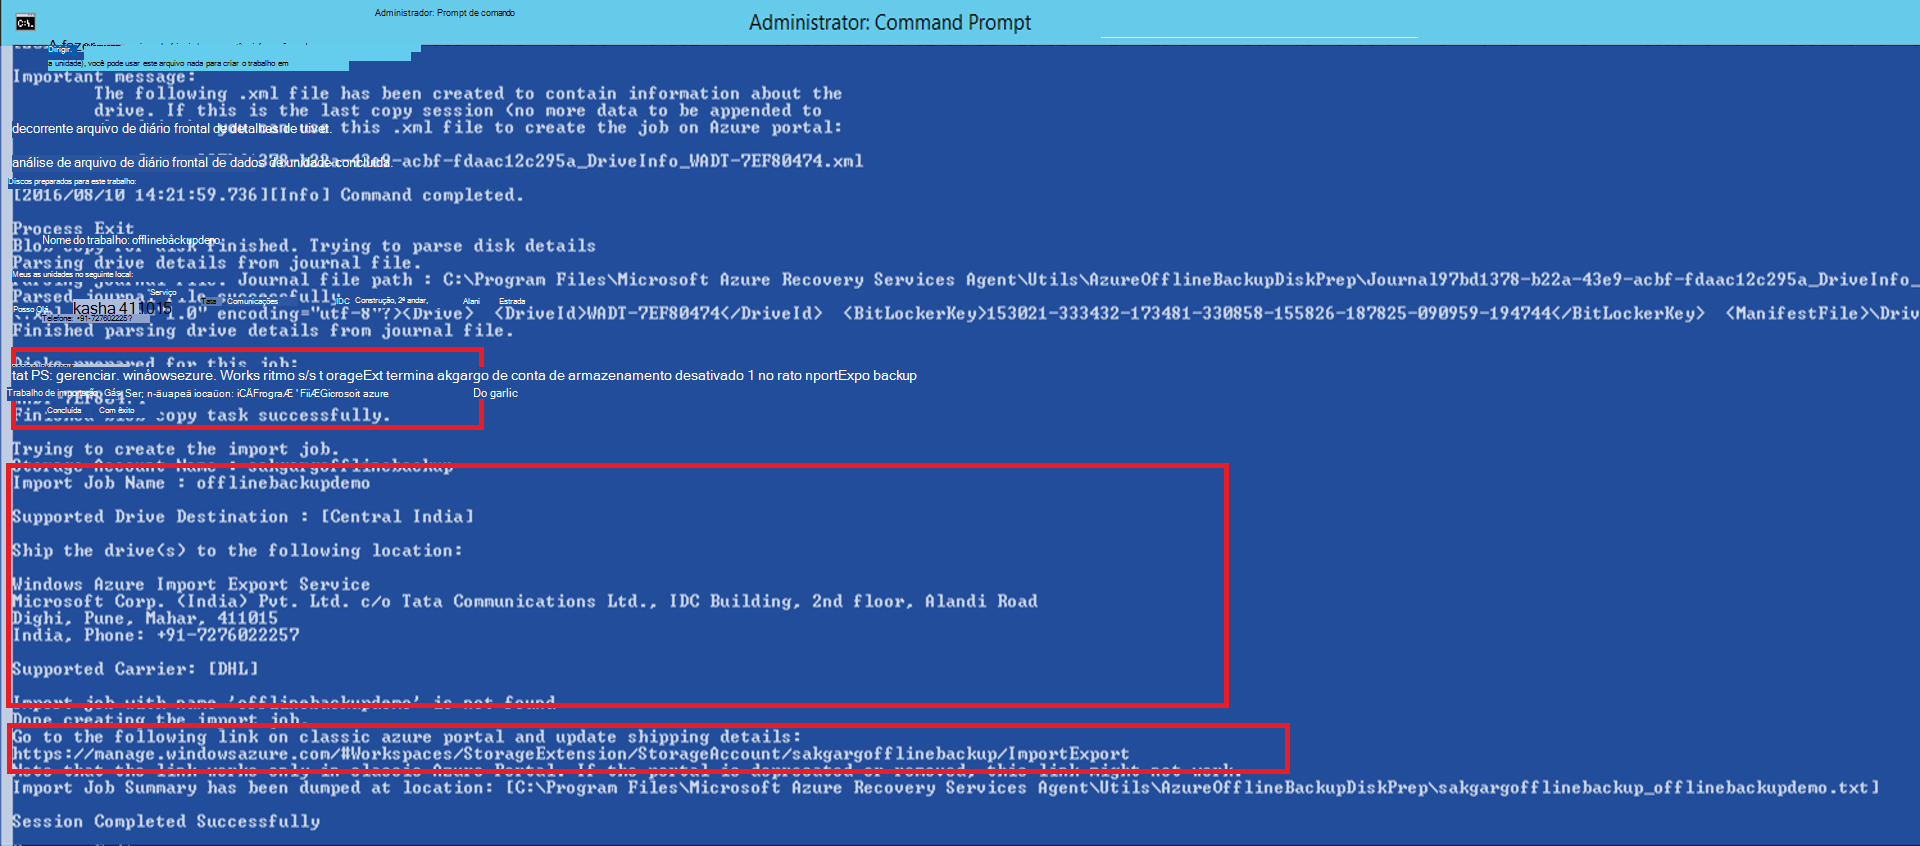 Administrador: Prompt de comando
Administrator: Command Prompt
Dirigir.
a unidade), você pode usar este arquivo nada para criar o trabalho em
Important message:
The following .xml file has been created to contain information about the
drive. If this is the last copy session (no more data to be appended to
decorrente arquivo de diário frontal de detalhes de this .xml file to create the job on Azure portal:
análise de arquivo de diário frontal de dados de unidade concluída.
-acbf-fdaac12c295a_DriveInfo_WADT-7EF80474.xml
Discos preparados para este trabalho:
[2016/08/10 14:21:59.736][Info] Command completed.
Process Exit
Nome do trabalho: offlinebåckupdeno
Finished. Trying to parse disk details
Parsing drive details from journal file.
Meus as unidades no seguinte local:
Journal file path : C:\Program Files\Microsoft Azure Recovery Services Agent\Utils\AzureOfflineBackupDiskPrep\Journal97bd1378-b22a-43e9-acbf-fdaac12c295a_DriveInfo_
"Serviço
Tata Comunicações IDC Construção, 2ª andar, Alani Estrada
Posso Olá, kasha 411015
Telefone: +91-7276022257
1.0" encoding="utf-8"?><Drive> <DriveId>WADT-7EF80474</DriveId> <BitLockerKey>153021-333432-173481-330858-155826-187825-090959-194744</BitLockerKey> <ManifestFile>\Driv
Finished parsing drive details from journal file.
Disks prepared for this job:
tat PS: gerenciar. winåowsezure. Works ritmo s/s t orageExt termina akgargo de conta de armazenamento desativado 1 no rato nportExpo backup
Trabalho de importação, Gás Ser; n-äuapeä iocaüon: iCÄFrograÆ ' FiiÆGicrosoit azure Do garlic
Concluída Com êxito
Finished blob copy task successfully.
Trying to create the import job.
Storage Account Name : sakgargofflinebackup
Import Job Name : offlinebackupdemo
Supported Drive Destination : [Central India]
Ship the drive(s) to the following location:
Windows Azure Import Export Service
Microsoft Corp. (India) Pvt. Ltd. c/o Tata Communications Ltd., IDC Building, 2nd floor, Alandi Road
Dighi, Pune, Mahar, 411015
India, Phone: +91-7276022257
Supported Carrier: [DHL]
Import job with name 'offlinebackupdemo' is not found
Done creating the import job.
Go to the following link on classic azure portal and update shipping details:
https://manage.windowsazure.com/#Workspaces/StorageExtension/StorageAccount/sakgargofflinebackup/ImportExport
Note that the link works only in classic Azure Portal. If the portal is deprecated or removed, this link might not work.
Import Job Summary has been dumped at location: [C:\Program Files\Microsoft Azure Recovery Services Agent\Utils\AzureOfflineBackupDiskPrep\sakgargofflinebackup_offlinebackupdemo.txt]
Session Completed Successfully